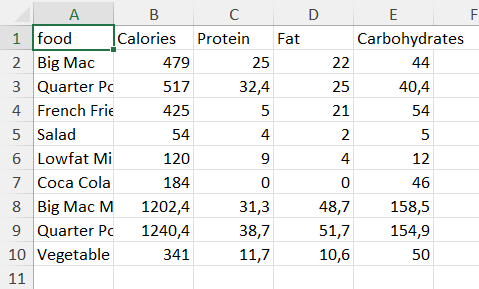 A B C D E F
1 food Calories Protein Fat Carbohydrates
2 Big Mac 479 25 22 44
3 Quarter Po 517 32,4 25 40,4
4 French Frie 425 5 21 54
5 Salad 54 4 2 5
6 Lowfat Mi 120 9 4 12
7 Coca Cola 184 0 0 46
8 Big Mac M 1202,4 31,3 48,7 158,5
9 Quarter Po 1240,4 38,7 51,7 154,9
10 Vegetable 341 11,7 10,6 50
11